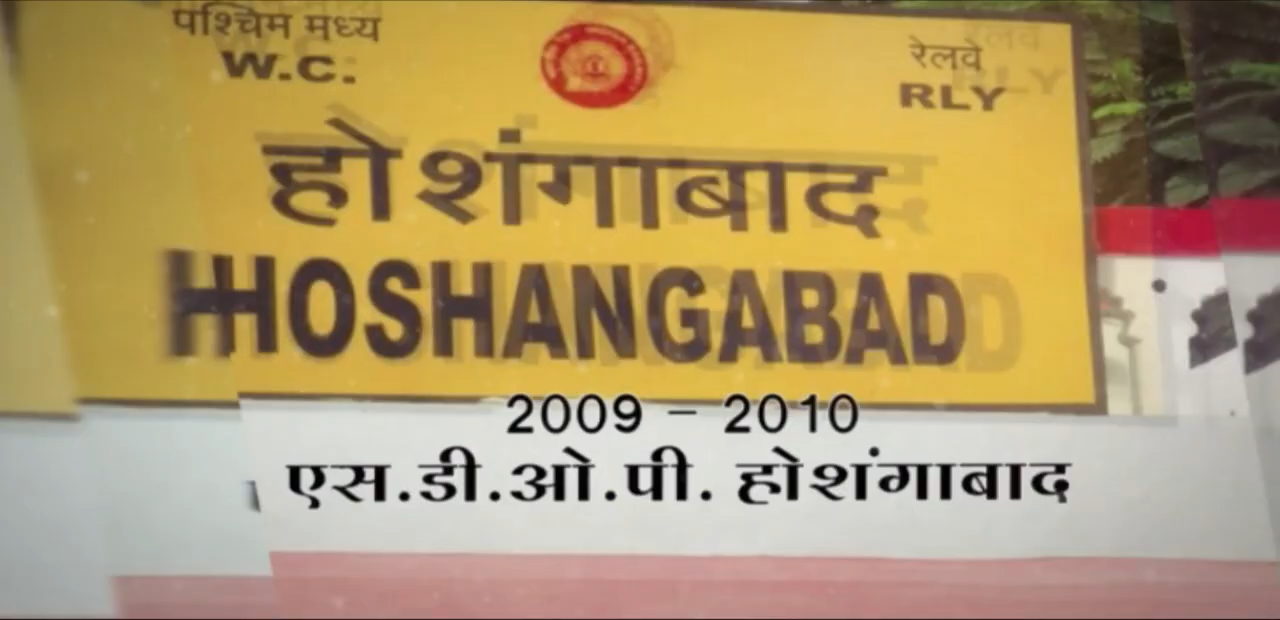 पश्चिम मध्य
W.C.
रेलवे
RLY
होशंगाबाद
HOSHANGABAD
2009 - 2010
एस.डी.ओ.पी. होशंगाबाद